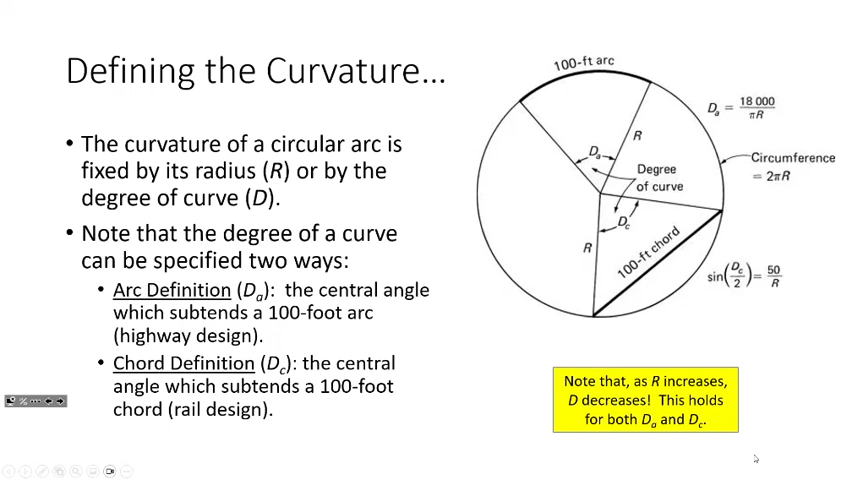 Defining the Curvature...
• The curvature of a circular arc is
fixed by its radius (R) or by the
degree of curve (D).
• Note that the degree of a curve
can be specified two ways:
• Arc Definition (Dₐ): the central angle
which subtends a 100-foot arc
(highway design).
• Chord Definition (D꜀): the central
angle which subtends a 100-foot
chord (rail design).
100-ft arc
Dₐ = 18 000 / πR
R
Dₐ
Circumference
= 2πR
Degree
of curve
D꜀
R
100-ft chord
sin(D꜀/2) = 50/R
Note that, as R increases,
D decreases! This holds
for both Dₐ and D꜀.